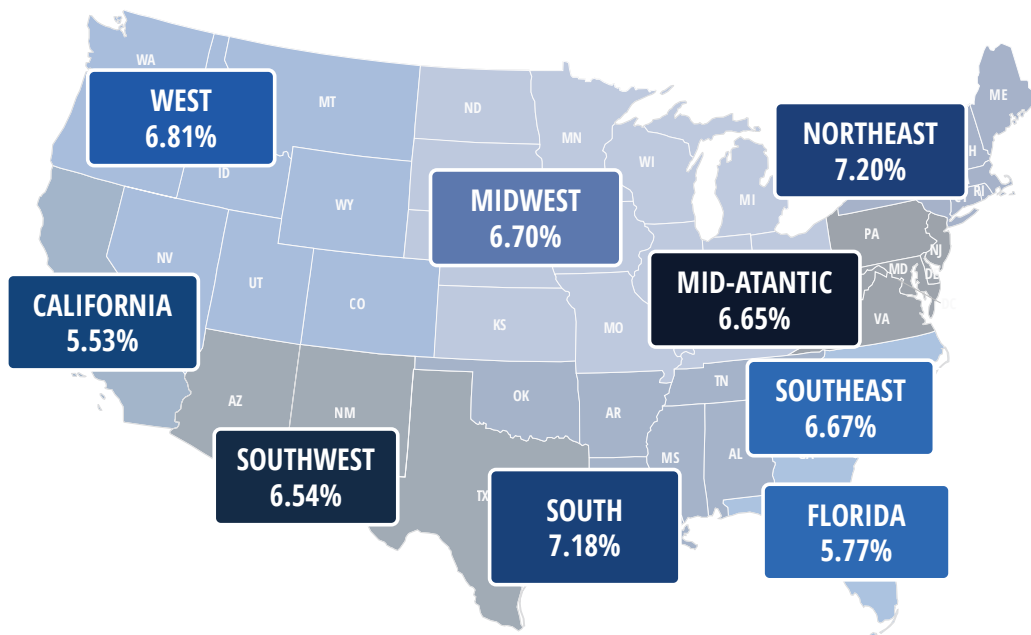 WA
MT
ND
MN
ME
WEST
6.81%
NORTHEAST
7.20%
H
RI
WI
MI
ID
WY
MIDWEST
6.70%
PA
NJ
MD
DE
VA
NV
UT
CO
KS
MO
MID-ATANTIC
6.65%
CALIFORNIA
5.53%
AZ
NM
OK
AR
TN
SOUTHEAST
6.67%
MS
AL
SOUTHWEST
6.54%
TX
SOUTH
7.18%
FLORIDA
5.77%